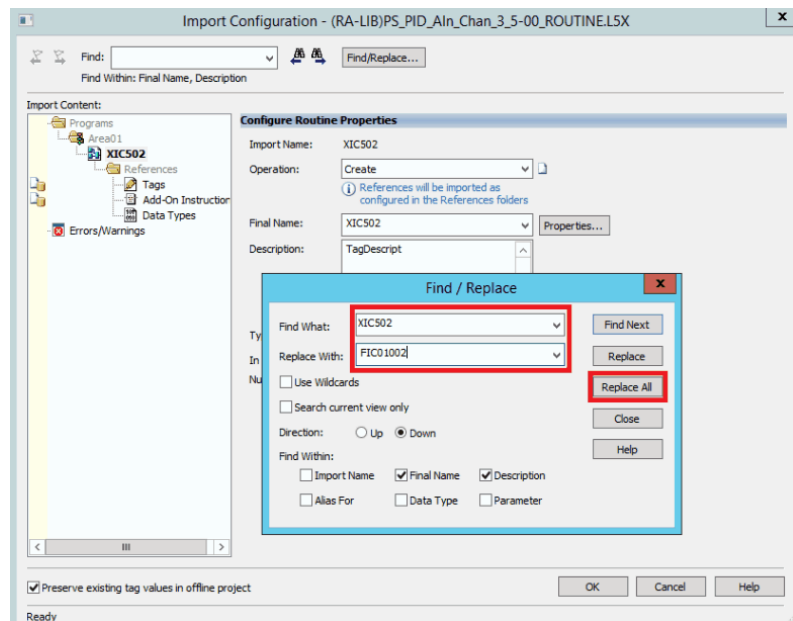 Import Configuration - (RA-LIB)PS_PID_AIn_Chan_3_5-00_ROUTINE.L5X
x
Find:
Find/Replace...
Find Within: Final Name, Description
Import Content:
Programs
Area01
XIC502
References
Tags
Add-On Instruction
Data Types
Errors/Warnings
Configure Routine Properties
Import Name: XIC502
Operation: Create
References will be imported as
configured in the References folders
Final Name: XIC502 Properties...
Description: TagDescript
Ty
In
Nu
Find / Replace
x
Find What: XIC502 Find Next
Replace With: FIC01002 Replace
Use Wildcards Replace All
Search current view only
Close
Direction: Up Down
Help
Find Within:
Import Name Final Name Description
Alias For Data Type Parameter
Preserve existing tag values in offline project OK Cancel Help
Ready